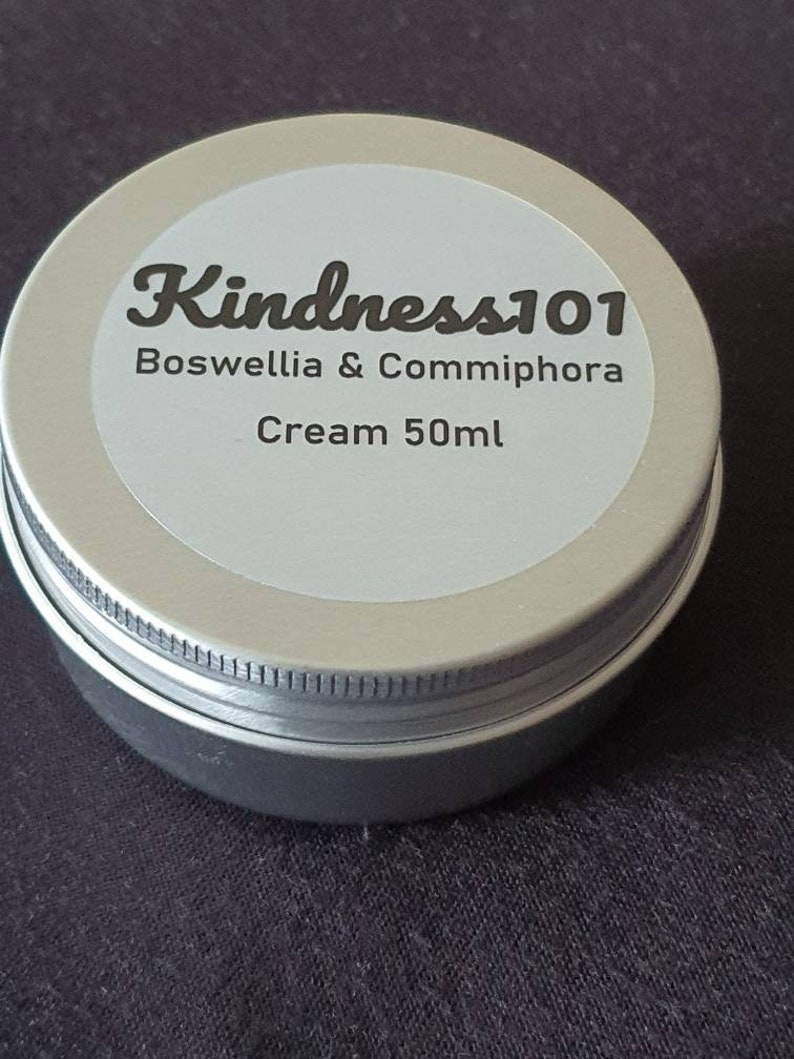 Kindness101
Boswellia & Commiphora
Cream 50ml